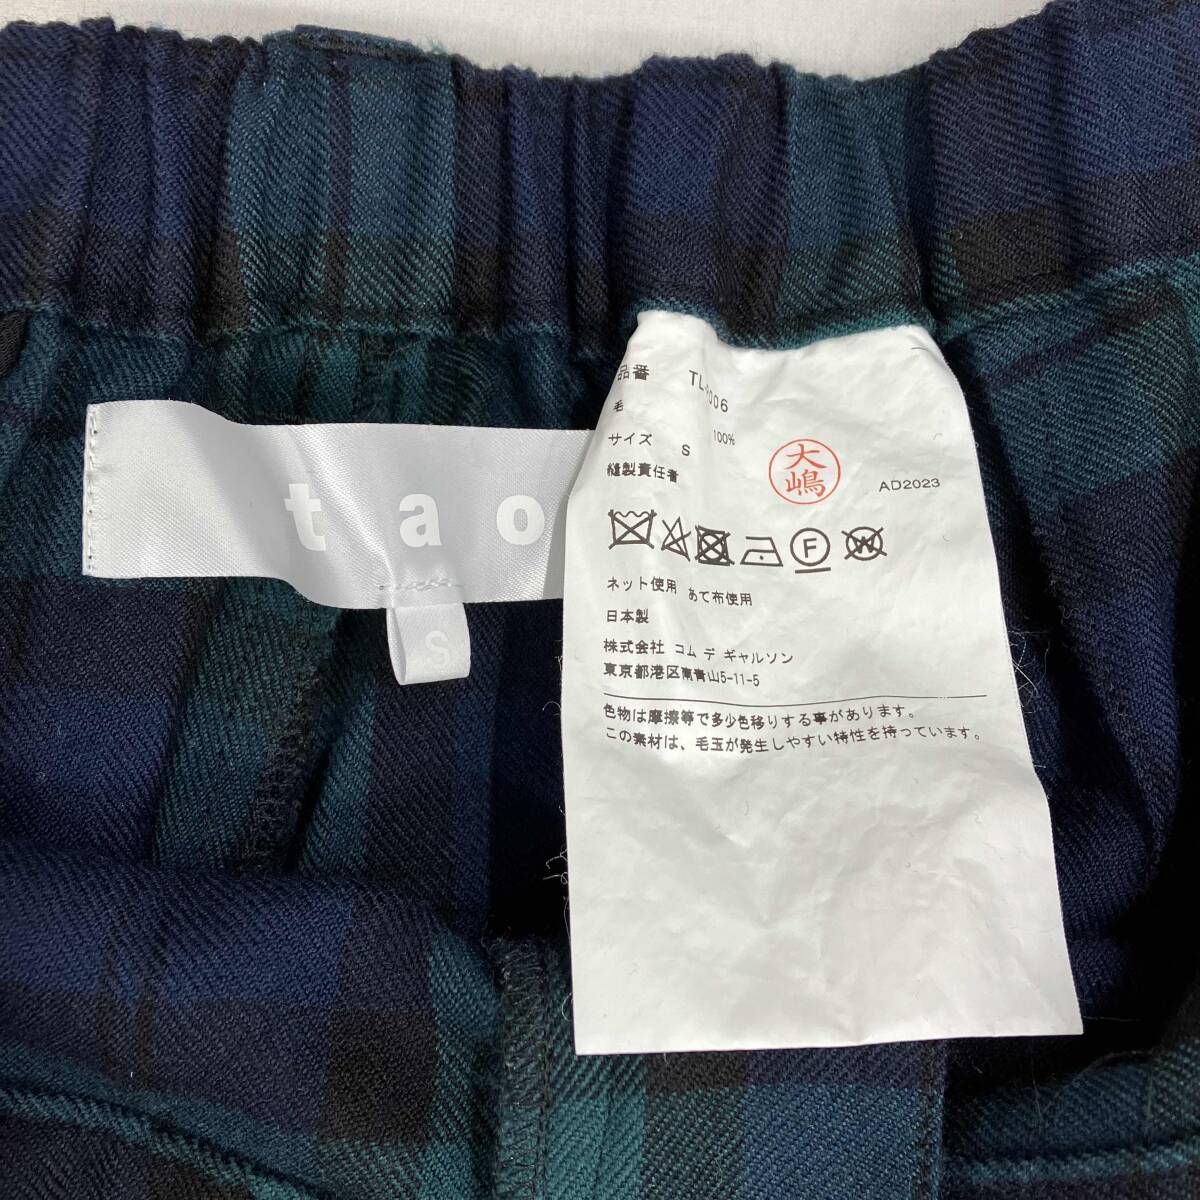 tao
S
品番 TL-
毛 100%
サイズ S
縫製責任者 大嶋 AD2023
F W
ネット使用 あて布使用
日本製
株式会社 コム デ ギャルソン
東京都港区南青山5-11-5
色物は摩擦等で多少色移りする事があります。
この素材は、毛玉が発生しやすい特性を持っています。